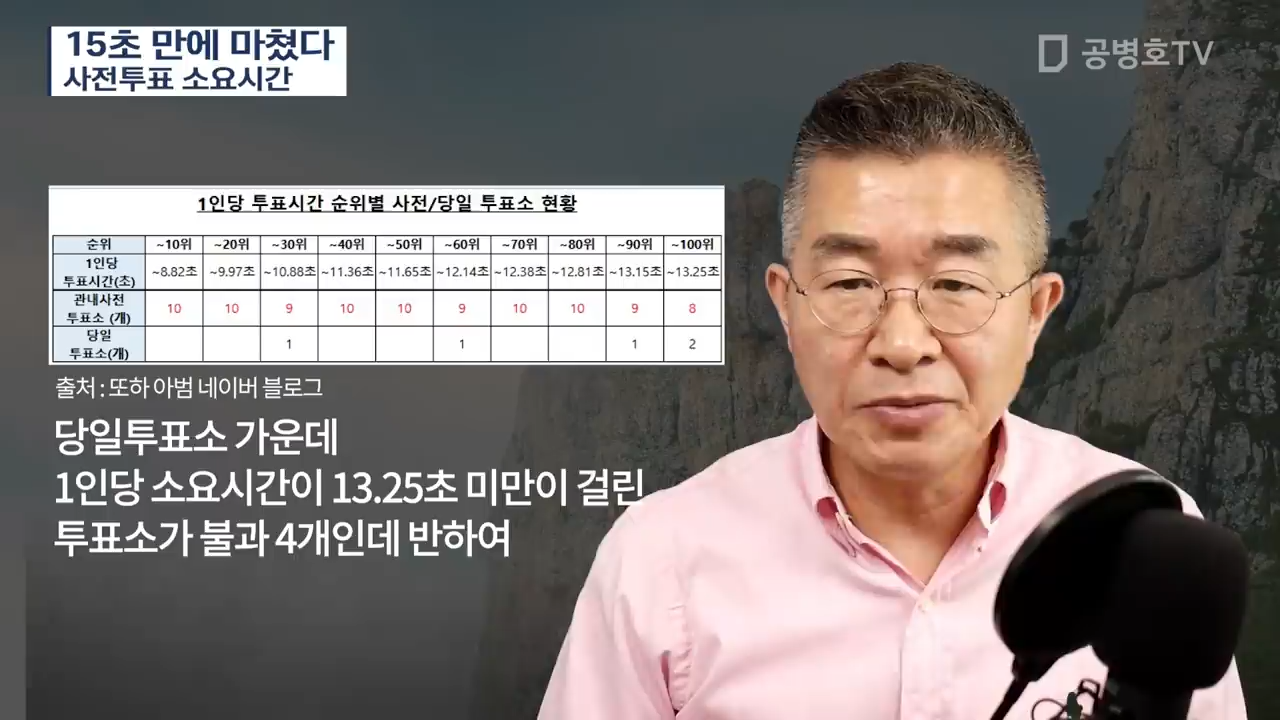 15초 만에 마쳤다
사전투표 소요시간
공병호TV
1인당 투표시간 순위별 사전/당일 투표소 현황
순위 ~10위 ~20위 ~30위 ~40위 ~50위 ~60위 ~70위 ~80위 ~90위 ~100위
1인당 투표시간(초) ~8.82초 ~9.97초 ~10.88초 ~11.36초 ~11.65초 ~12.14초 ~12.38초 ~12.81초 ~13.15초 ~13.25초
관내사전 투표소 (개) 10 10 9 10 10 9 10 10 9 8
당일 투표소(개) 1 1 1 2
출처 : 또하 아범 네이버 블로그
당일투표소 가운데
1인당 소요시간이 13.25초 미만이 걸린
투표소가 불과 4개인데 반하여